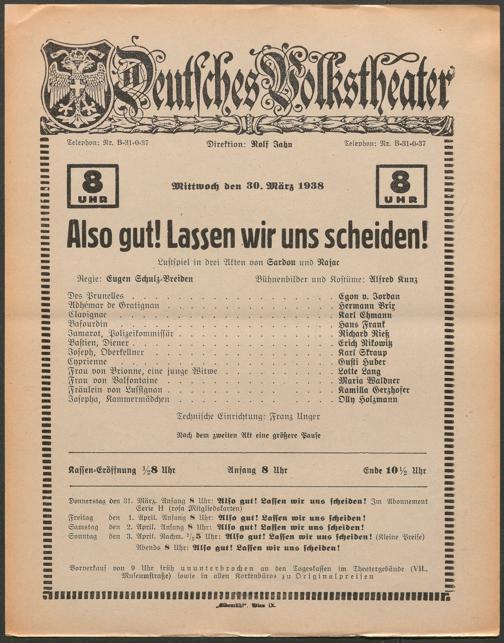 Deutsches Volkstheater
Telephon: Nr. B-31-0-37 Direktion: Rolf Jahn Telephon: Nr. B-31-0-37
8 UHR Mittwoch den 30. März 1938 8 UHR
Also gut! Lassen wir uns scheiden!
Lustspiel in drei Akten von Sardou und Najac
Regie: Eugen Schulz-Breiden Bühnenbilder und Kostüme: Alfred Kunz
Des Prunelles . . . . . . . . . . Egon v. Jordan
Adhémar de Gratignan . . . . . . . . . . Hermann Brix
Clavignac . . . . . . . . . . Karl Ehmann
Bafourdin . . . . . . . . . . Hans Frank
Jamarot, Polizeikommissär . . . . . . . . . . Richard Rieß
Bastien, Diener . . . . . . . . . . Erich Nikowitz
Joseph, Oberkellner . . . . . . . . . . Karl Skraup
Cyprienne . . . . . . . . . . Gusti Huber
Frau von Brionne, eine junge Witwe . . . . . . . . . . Lotte Lang
Frau von Valfontaine . . . . . . . . . . Maria Waldner
Fräulein von Lusignan . . . . . . . . . . Kamilla Gerzhofer
Josepha, Kammermädchen . . . . . . . . . . Olly Holzmann
Technische Einrichtung: Franz Unger
Nach dem zweiten Akt eine größere Pause
Kassen-Eröffnung ½8 Uhr Anfang 8 Uhr Ende 10½ Uhr
Donnerstag den 31. März. Anfang 8 Uhr: Also gut! Lassen wir uns scheiden! Im Abonnement
Serie H (rosa Mitgliedskarten)
Freitag den 1. April. Anfang 8 Uhr: Also gut! Lassen wir uns scheiden!
Samstag den 2. April. Anfang 8 Uhr: Also gut! Lassen wir uns scheiden!
Sonntag den 3. April. Nachm. ½5 Uhr: Also gut! Lassen wir uns scheiden! (Kleine Preise)
Abends 8 Uhr: Also gut! Lassen wir uns scheiden!
Vorverkauf von 9 Uhr früh ununterbrochen an den Tageskassen im Theatergebäude (VII.,
Museumstraße) sowie in allen Kartenbüros zu Originalpreisen
„Elbemühl“, Wien IX.